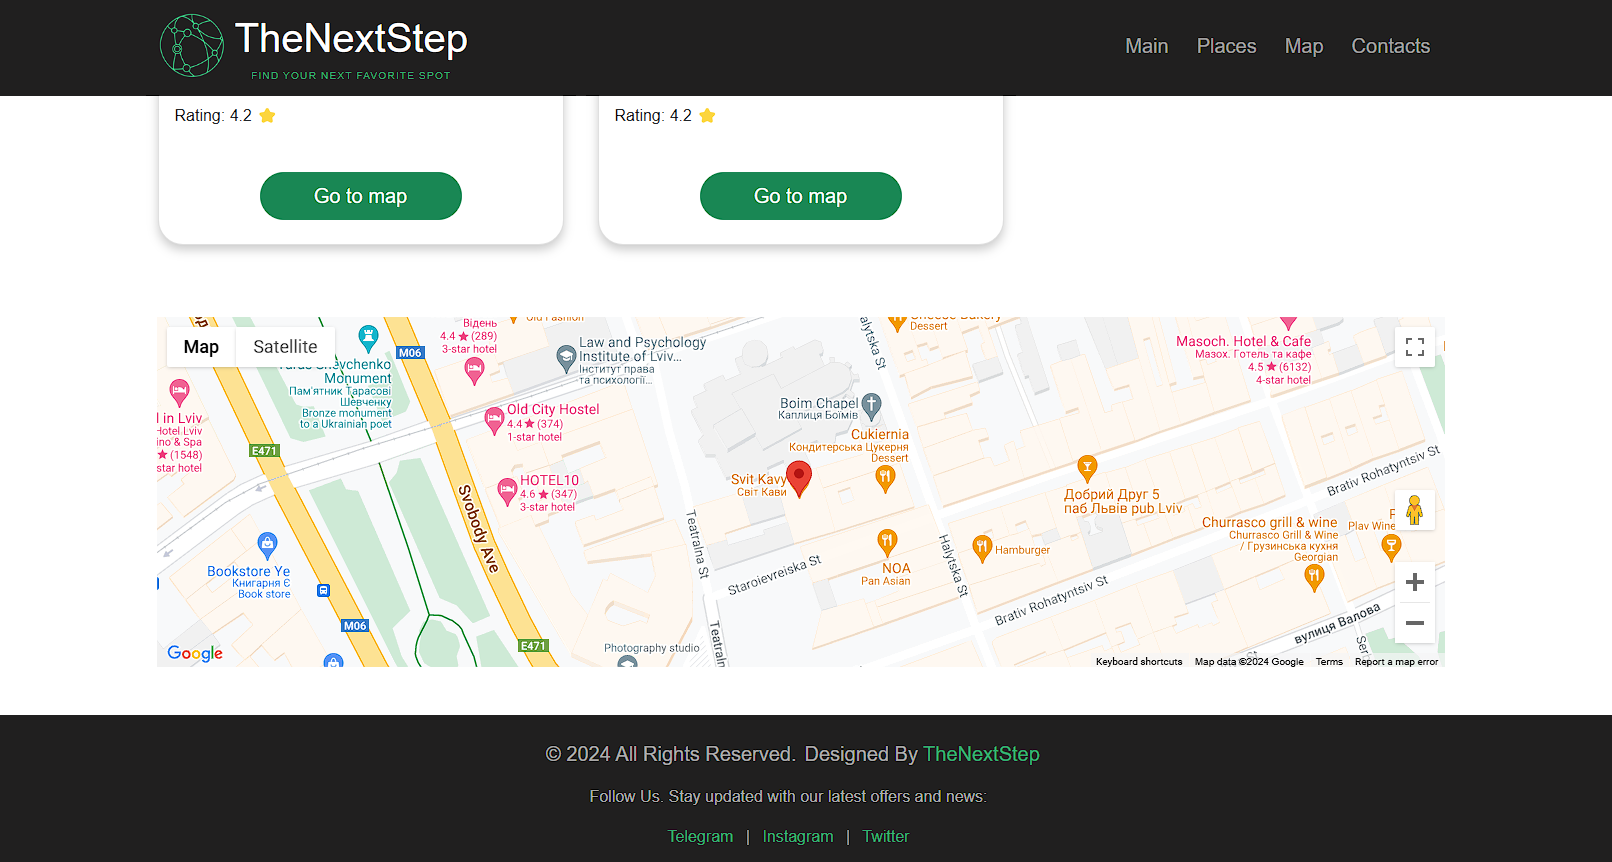 TheNextStep
FIND YOUR NEXT FAVORITE SPOT
Main Places Map Contacts
Rating: 4.2
Rating: 4.2
Go to map
Go to map
Map Satellite
Відень
4.4 ★ (289)
3-star hotel
M06
Old Fashion
Law and Psychology
Institute of Lviv...
Інститут права
та психології...
Halytska St
Cheese Bakery
Dessert
Masoch. Hotel & Cafe
Мазох. Готель та кафе
4.5 ★ (6132)
4-star hotel
Taras Shevchenko
Monument
Пам'ятник Тарасові
Шевченку
Bronze monument
to a Ukrainian poet
l in Lviv
Hotel Lviv
ino & Spa
★ (1548)
star hotel
E471
Old City Hostel
4.4 ★ (374)
1-star hotel
HOTEL10
4.6 ★ (347)
3-star hotel
Svobody Ave
Boim Chapel
Каплиця Боїмів
Cukiernia
Кондитерська Цукерня
Dessert
Svit Kavy
Світ Кави
Добрий Друг 5
паб Львів pub Lviv
Brativ Rohatyntsiv St
Churrasco grill & wine
Churrasco Grill & Wine
/ Грузинська кухня
Georgian
Plav Wine
Teatralna St
Staroievreiska St
Halytska St
NOA
Pan Asian
Hamburger
Brativ Rohatyntsiv St
вулиця Валова
Bookstore Ye
Книгарня Є
Book store
M06
E471
Photography studio
Teatraln
St
Ser
Google
Keyboard shortcuts Map data ©2024 Google Terms Report a map error
© 2024 All Rights Reserved. Designed By TheNextStep
Follow Us. Stay updated with our latest offers and news:
Telegram | Instagram | Twitter